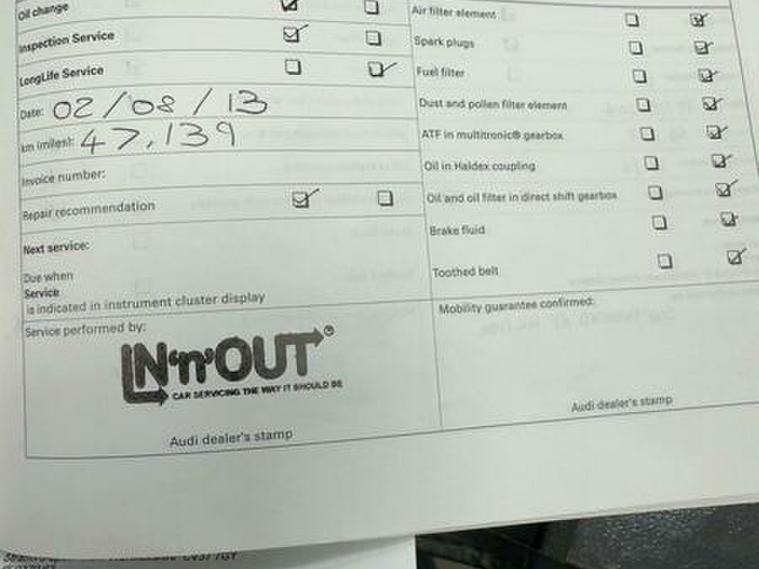 Oil change
Inspection Service
LongLife Service
Date: 02/08/13
km (miles): 47,139
Invoice number:
Repair recommendation
Next service:
Due when
Service
is indicated in instrument cluster display
Service performed by:
IN'n'OUT®
CAR SERVICING THE WAY IT SHOULD BE
Audi dealer's stamp
Air filter element
Spark plugs
Fuel filter
Dust and pollen filter element
ATF in multitronic® gearbox
Oil in Haldex coupling
Oil and oil filter in direct shift gearbox
Brake fluid
Toothed belt
Mobility guarantee confirmed:
Audi dealer's stamp